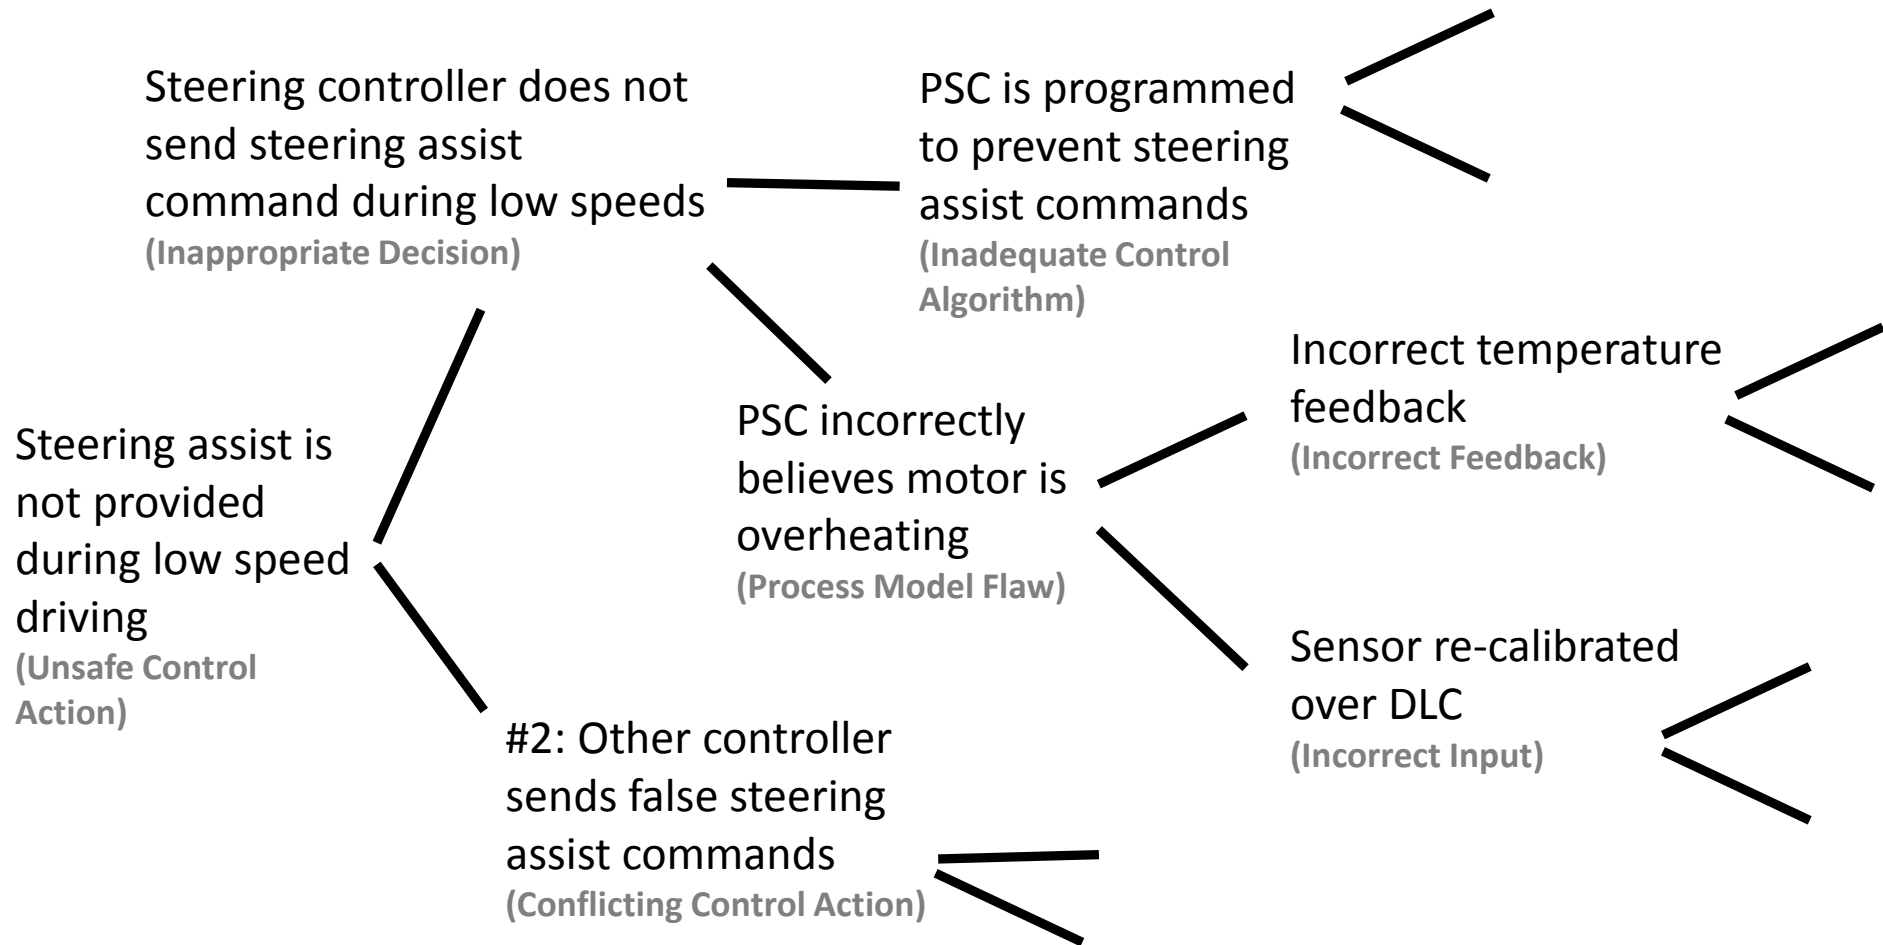 Steering controller does not
send steering assist
command during low speeds
(Inappropriate Decision)
PSC is programmed
to prevent steering
assist commands
(Inadequate Control
Algorithm)
Steering assist is
not provided
during low speed
driving
(Unsafe Control
Action)
PSC incorrectly
believes motor is
overheating
(Process Model Flaw)
Incorrect temperature
feedback
(Incorrect Feedback)
Sensor re-calibrated
over DLC
(Incorrect Input)
#2: Other controller
sends false steering
assist commands
(Conflicting Control Action)